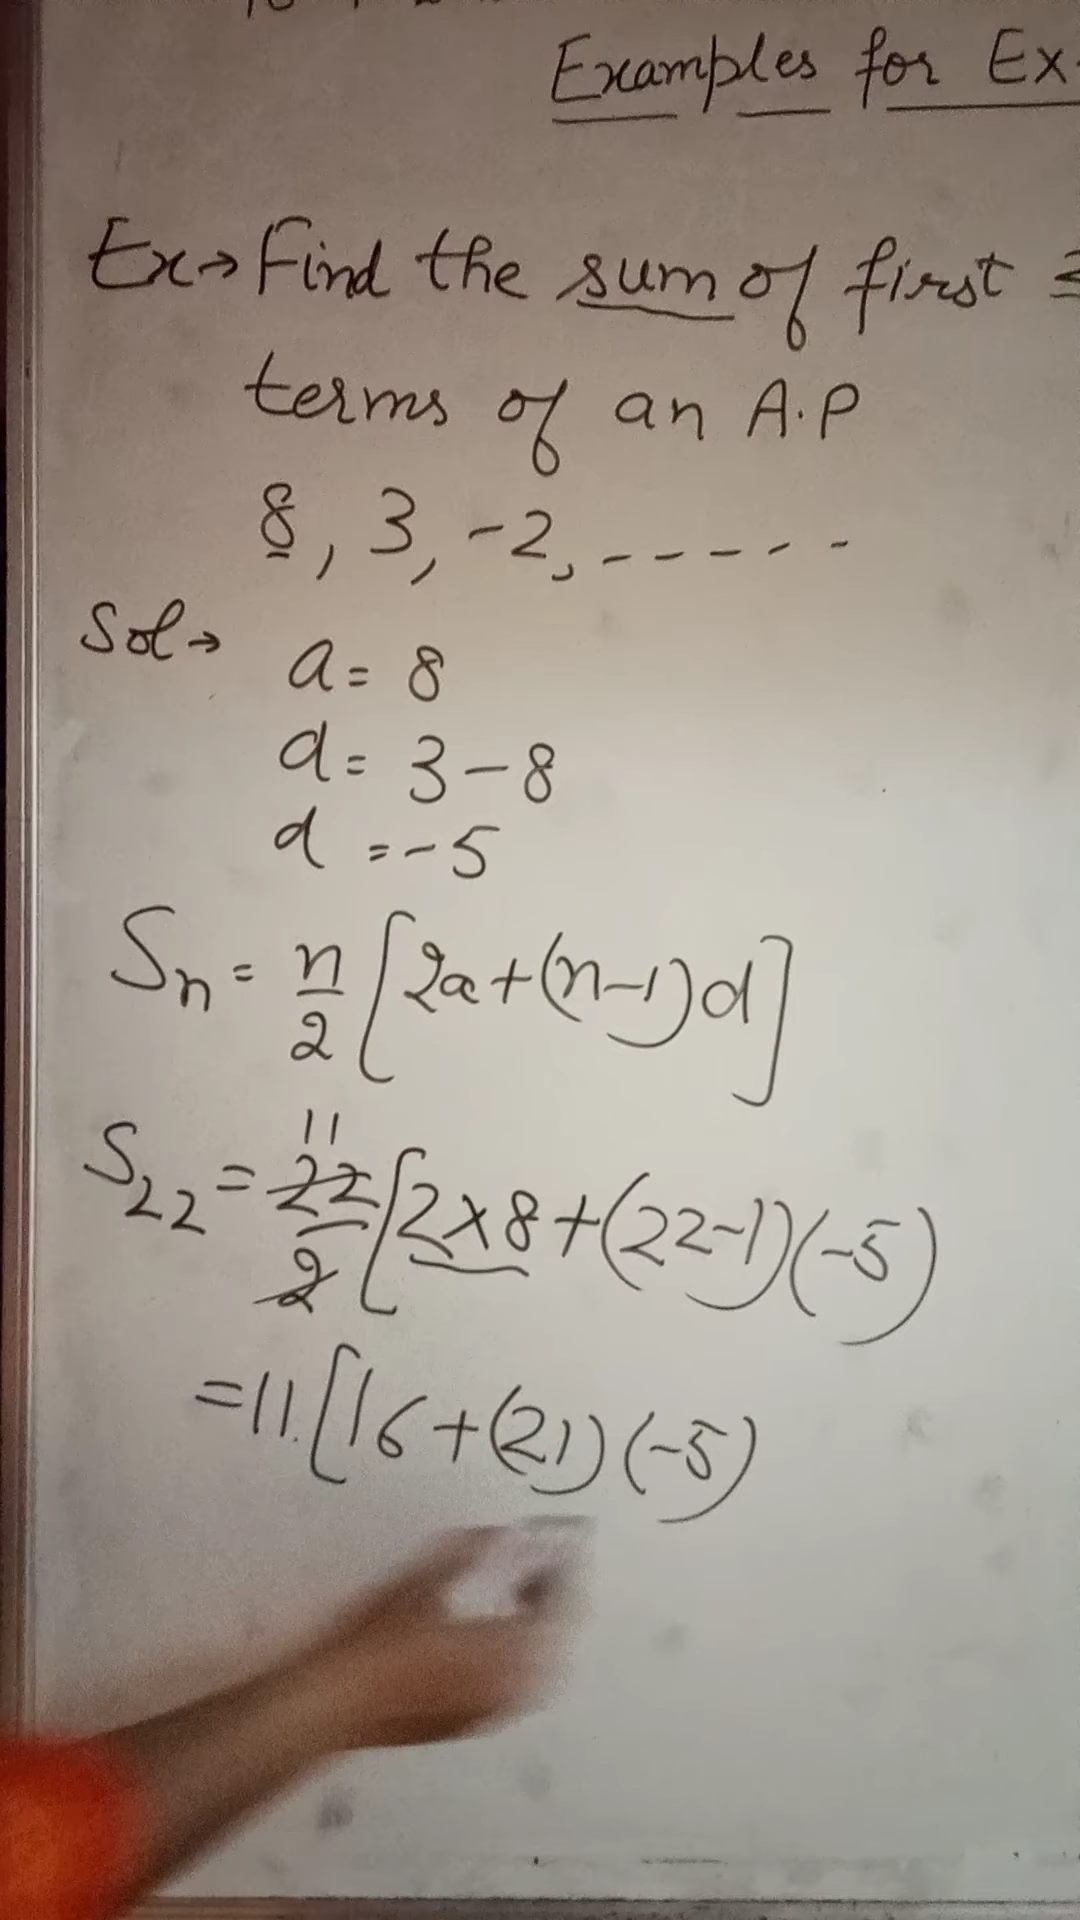 Examples for Ex
Ex→ Find the sum of first
terms of an A.P
8, 3, -2, - - - - -
Sol→ a = 8
d = 3 - 8
d = -5
Sn = n/2 [2a+(n-1)d]
S22 = 11 22/2 [2×8+(22-1)(-5)
=11[16+(21)(-5)